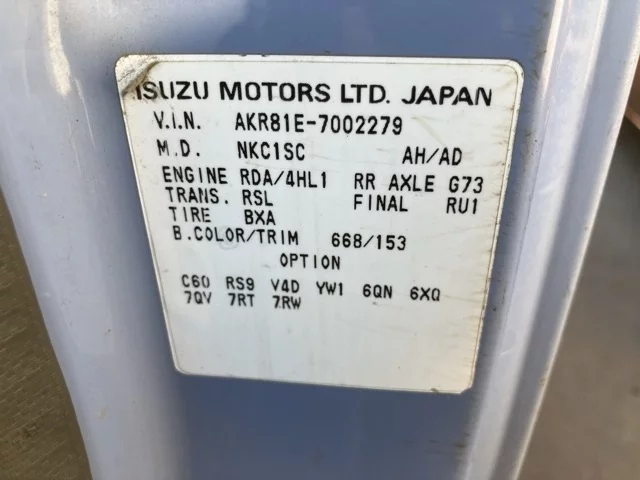 ISUZU MOTORS LTD. JAPAN
V.I.N. AKR81E-7002279
M.D. NKC1SC AH/AD
ENGINE RDA/4HL1 RR AXLE G73
TRANS. RSL FINAL RU1
TIRE BXA
B.COLOR/TRIM 668/153
OPTION
C60 RS9 V4D YW1 6QN 6XQ
7QV 7RT 7RW